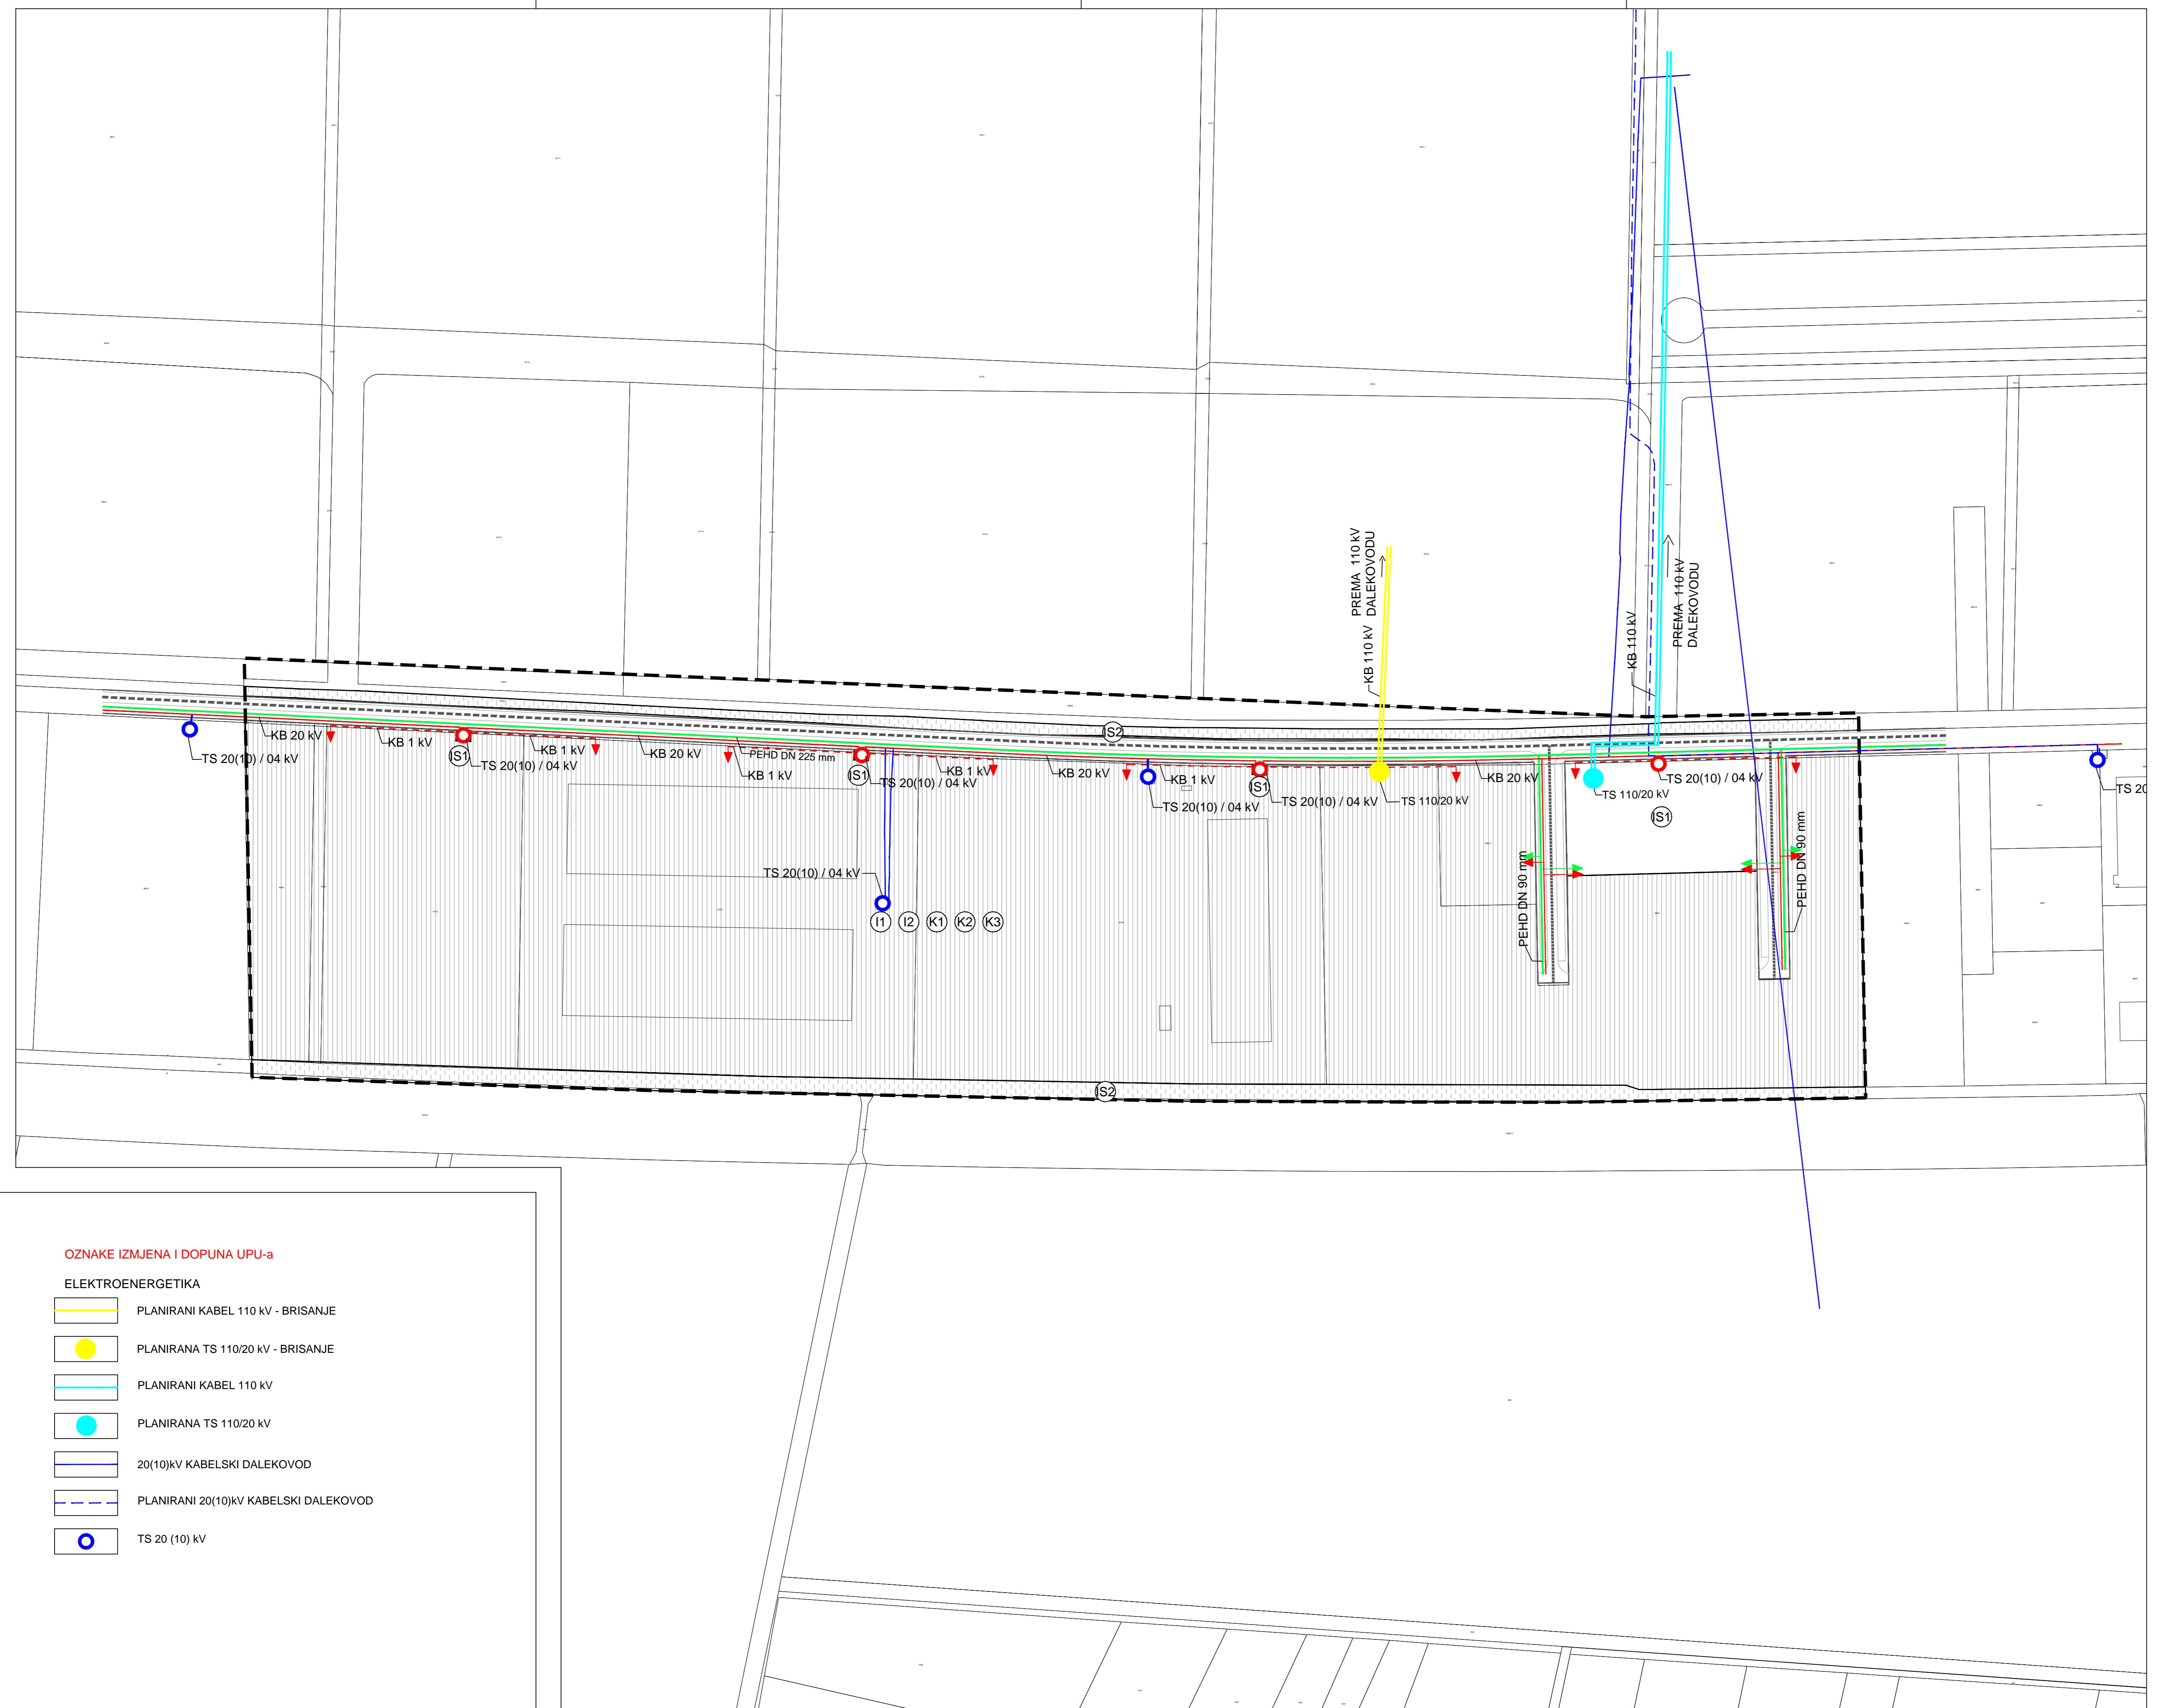 PREMA 110 kV
DALEKOVODU
KB 110 kV
PREMA 110 kV
DALEKOVODU
KB 110 kV
IS2
KB 20 kV
TS 20(10) / 04 kV
KB 1 kV
IS1
TS 20(10) / 04 kV
KB 1 kV
KB 20 kV
PEHD DN 225 mm
KB 1 kV
IS1
TS 20(10) / 04 kV
KB 1 kV
KB 20 kV
KB 1 kV
TS 20(10) / 04 kV
IS1
TS 20(10) / 04 kV
TS 110/20 kV
KB 20 kV
TS 110/20 kV
TS 20(10) / 04 kV
IS1
TS 20
PEHD DN 90 mm
PEHD DN 90 mm
TS 20(10) / 04 kV
I1 I2 K1 K2 K3
IS2
OZNAKE IZMJENA I DOPUNA UPU-a
ELEKTROENERGETIKA
PLANIRANI KABEL 110 kV - BRISANJE
PLANIRANA TS 110/20 kV - BRISANJE
PLANIRANI KABEL 110 kV
PLANIRANA TS 110/20 kV
20(10)kV KABELSKI DALEKOVOD
PLANIRANI 20(10)kV KABELSKI DALEKOVOD
TS 20 (10) kV